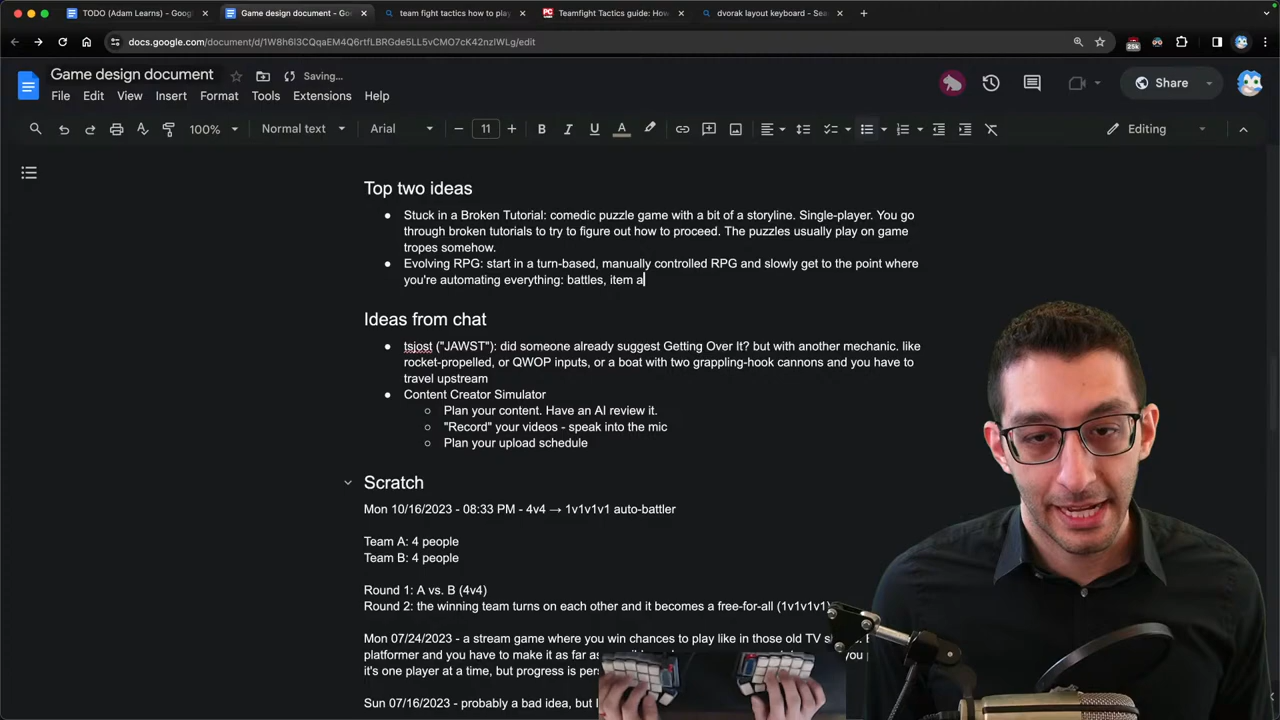 TODO (Adam Learns) - Goog
Game design document - Go
team fight tactics how to play
Teamfight Tactics guide: How
dvorak layout keyboard - Sea
docs.google.com/document/d/1W8h6l3CQqaEM4Q6rtfLBRGde5LL5vCMO7cK42nzIWLg/edit
25k
Game design document
Saving...
File Edit View Insert Format Tools Extensions Help
Share
100% Normal text Arial 11 Editing
Top two ideas
Stuck in a Broken Tutorial: comedic puzzle game with a bit of a storyline. Single-player. You go
through broken tutorials to try to figure out how to proceed. The puzzles usually play on game
tropes somehow.
Evolving RPG: start in a turn-based, manually controlled RPG and slowly get to the point where
you're automating everything: battles, item a
Ideas from chat
tsjost ("JAWST"): did someone already suggest Getting Over It? but with another mechanic. like
rocket-propelled, or QWOP inputs, or a boat with two grappling-hook cannons and you have to
travel upstream
Content Creator Simulator
Plan your content. Have an AI review it.
"Record" your videos - speak into the mic
Plan your upload schedule
Scratch
Mon 10/16/2023 - 08:33 PM - 4v4 → 1v1v1v1 auto-battler
Team A: 4 people
Team B: 4 people
Round 1: A vs. B (4v4)
Round 2: the winning team turns on each other and it becomes a free-for-all (1v1v1v1)
Mon 07/24/2023 - a stream game where you win chances to play like in those old TV
platformer and you have to make it as far as
it's one player at a time, but progress is
Sun 07/16/2023 - probably a bad idea, but